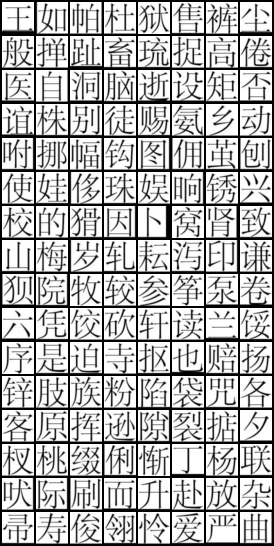 王如帕杜狱售裤尘
般掸趾畜琉捉高倦
医自洞脑逝设矩否
谊株别徒赐氨乡动
咐挪幅钩图佣茧刨
使娃侈珠娱晌锈兴
校的猾因卜窝肾致
山梅岁轧耘泻印谦
狈院牧较参筝泵卷
六凭饺砍轩读兰馁
序是迫寺抠也赔扬
锌肢族粉陷袋咒各
客原挥逊隙裂掂夕
杈桃缀俐惭丁杨联
吠际刷而升赴放杂
帚寿俊翎怜爱严曲